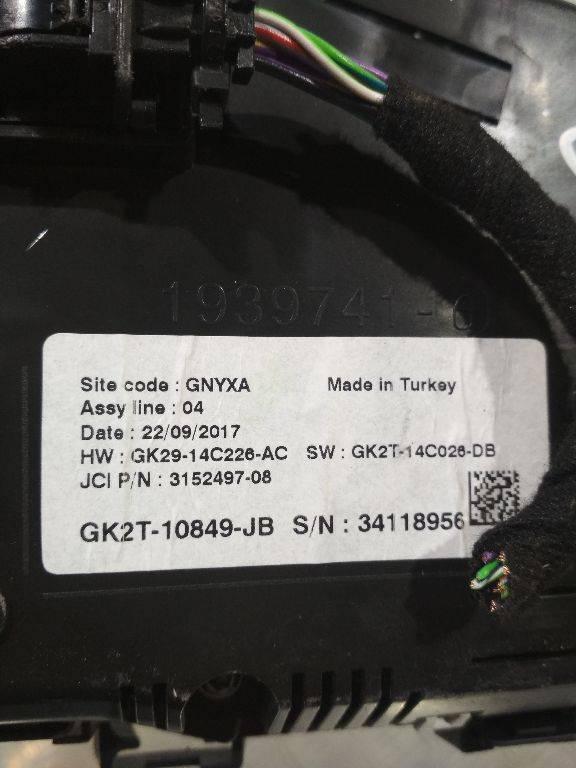 1939741-0
Site code : GNYXA Made in Turkey
Assy line : 04
Date : 22/09/2017
HW : GK29-14C226-AC SW : GK2T-14C026-DB
JCI P/N : 3152497-08
GK2T-10849-JB S/N : 34118956